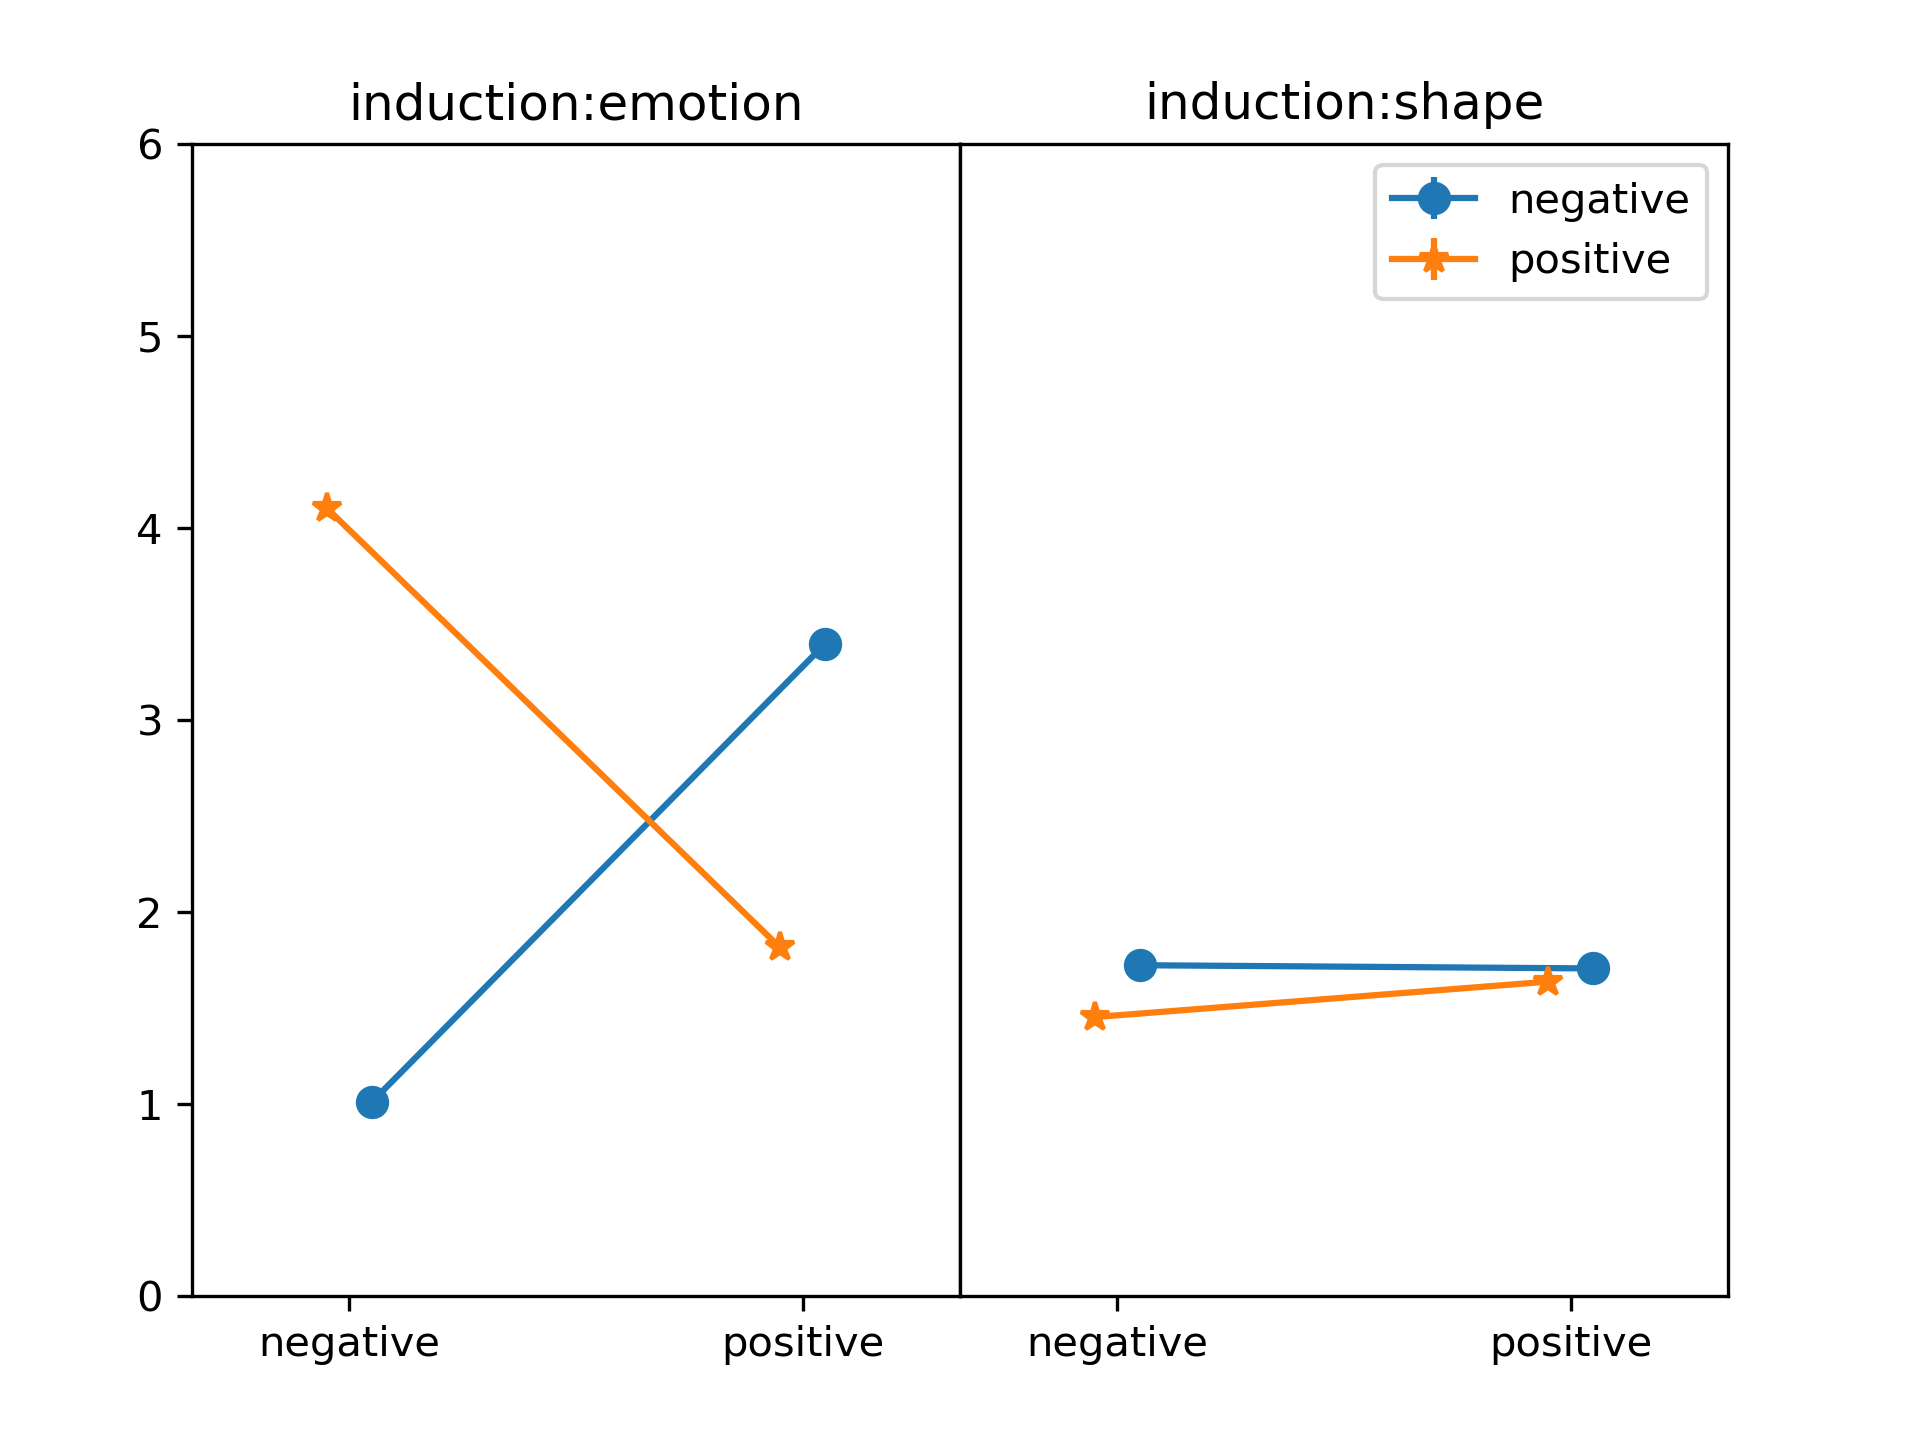 induction:emotion
induction:shape
6
5
4
3
2
1
0
negative
positive
negative
positive
negative
positive